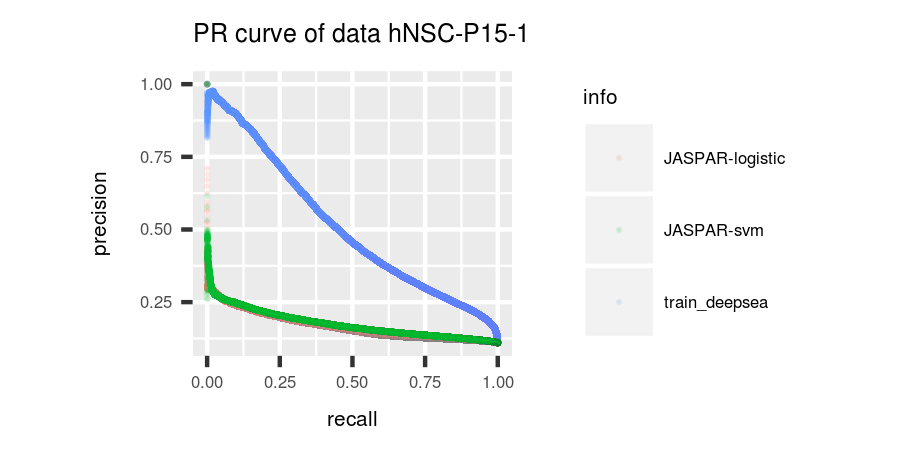 PR curve of data hNSC-P15-1
1.00
0.75
0.50
0.25
precision
0.00 0.25 0.50 0.75 1.00
recall
info
JASPAR-logistic
JASPAR-svm
train_deepsea